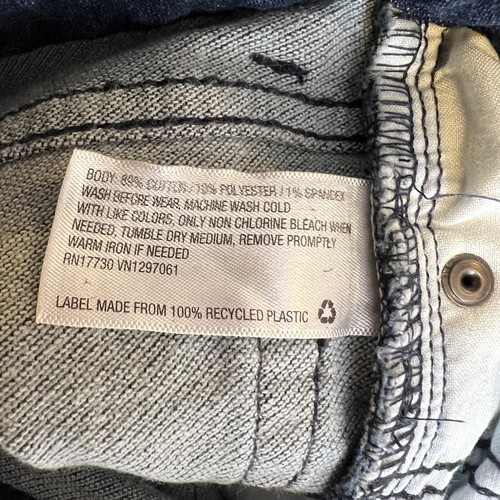 BODY: 89% COTTON / 10% POLYESTER / 1% SPANDEX
WASH BEFORE WEAR, MACHINE WASH COLD
WITH LIKE COLORS, ONLY NON CHLORINE BLEACH WHEN
NEEDED, TUMBLE DRY MEDIUM, REMOVE PROMPTLY
WARM IRON IF NEEDED
RN17730 VN1297061
LABEL MADE FROM 100% RECYCLED PLASTIC